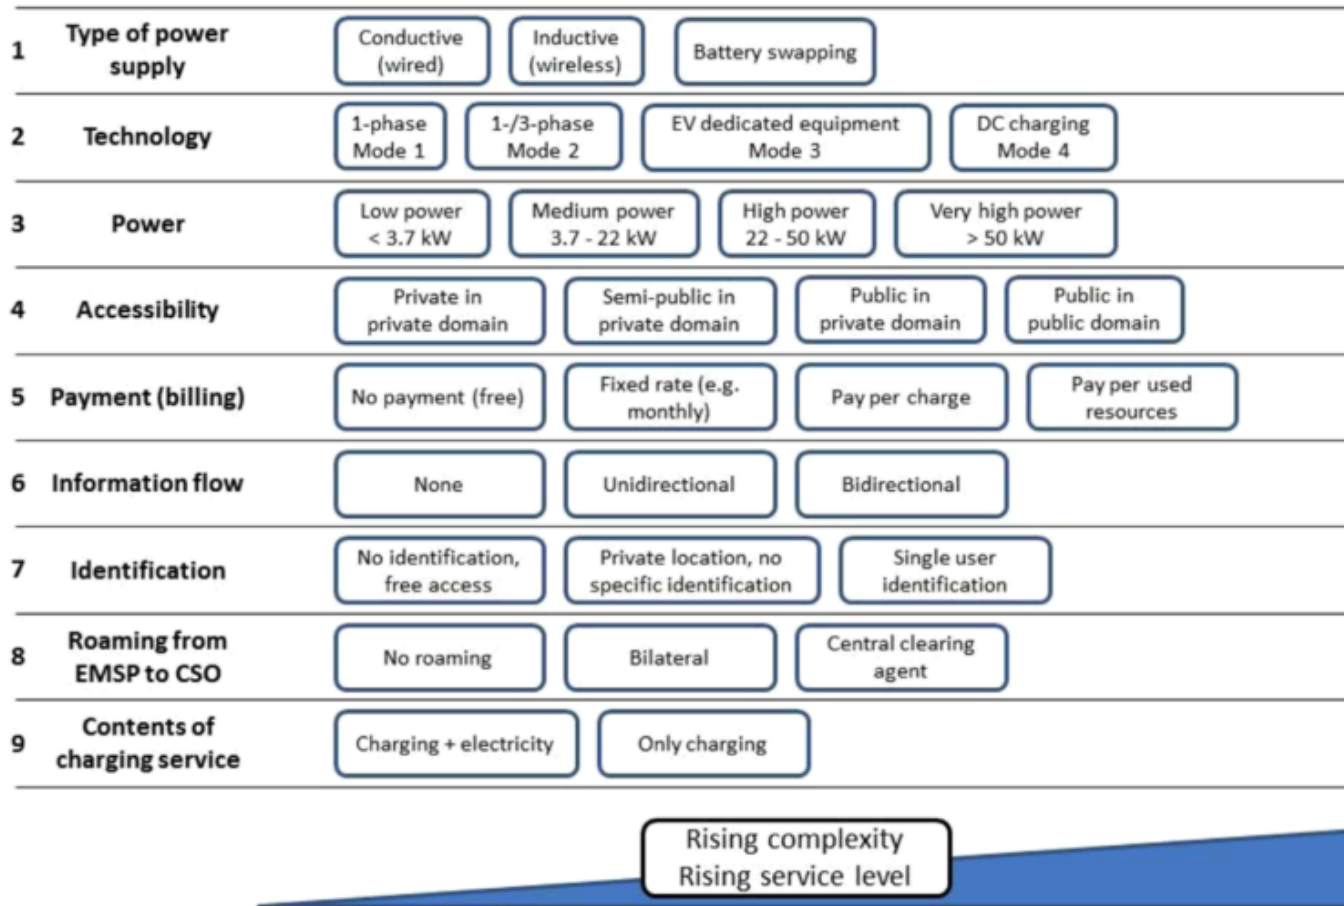 1 Type of power supply
Conductive (wired)
Inductive (wireless)
Battery swapping
2 Technology
1-phase
Mode 1
1-/3-phase
Mode 2
EV dedicated equipment
Mode 3
DC charging
Mode 4
3 Power
Low power
< 3.7 kW
Medium power
3.7 - 22 kW
High power
22 - 50 kW
Very high power
> 50 kW
4 Accessibility
Private in
private domain
Semi-public in
private domain
Public in
private domain
Public in
public domain
5 Payment (billing)
No payment (free)
Fixed rate (e.g.
monthly)
Pay per charge
Pay per used
resources
6 Information flow
None
Unidirectional
Bidirectional
7 Identification
No identification,
free access
Private location, no
specific identification
Single user
identification
8 Roaming from
EMSP to CSO
No roaming
Bilateral
Central clearing
agent
9 Contents of
charging service
Charging + electricity
Only charging
Rising complexity
Rising service level